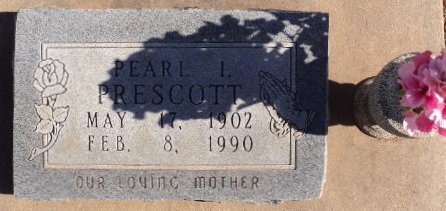 PEARL I.
PRESCOTT
MAY 17, 1902
FEB. 8, 1990
OUR LOVING MOTHER